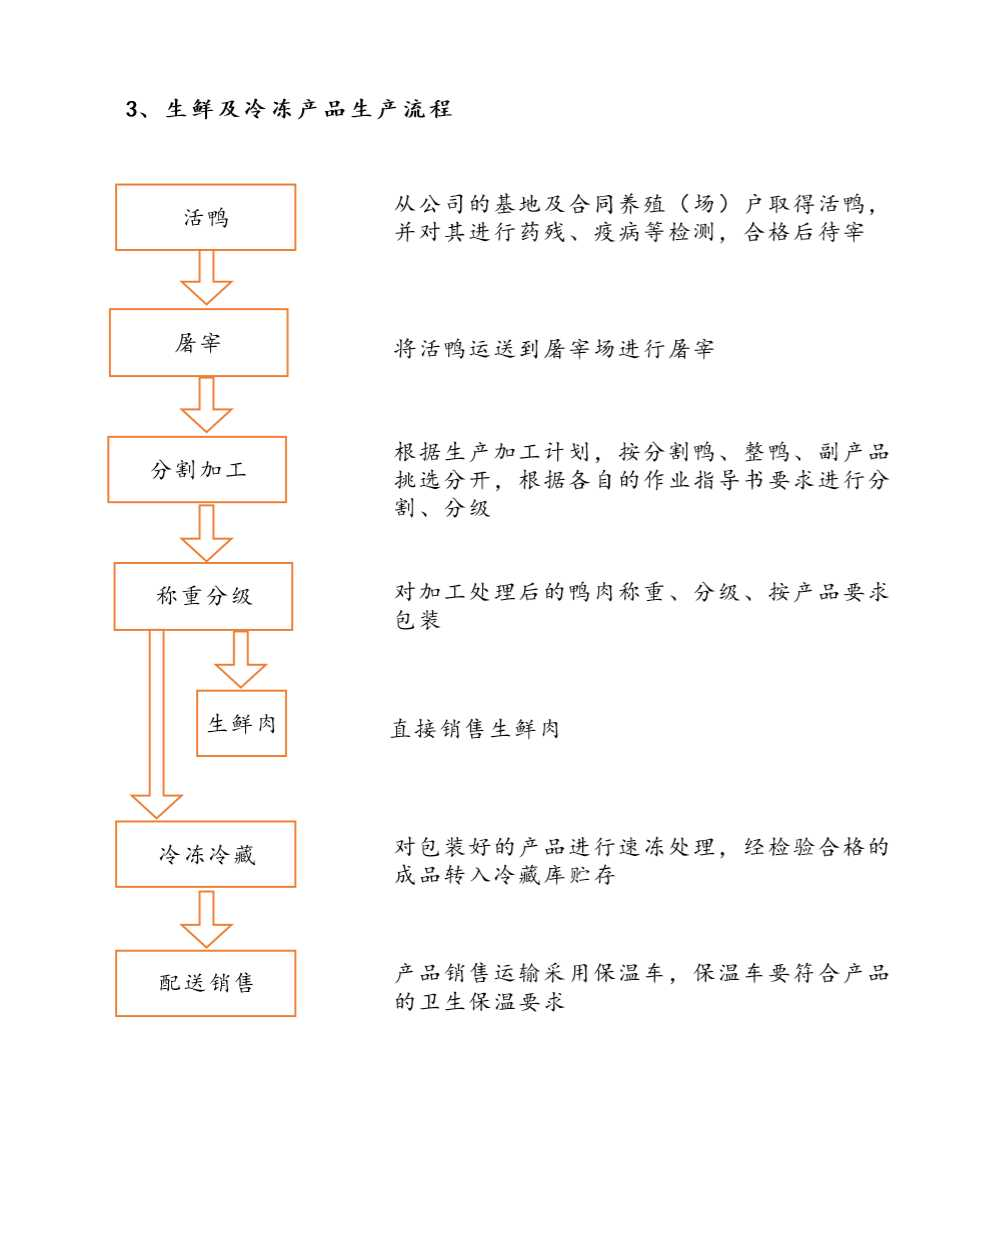 3、生鲜及冷冻产品生产流程
活鸭
从公司的基地及合同养殖（场）户取得活鸭，
并对其进行药残、疫病等检测，合格后待宰
屠宰
将活鸭运送到屠宰场进行屠宰
分割加工
根据生产加工计划，按分割鸭、整鸭、副产品
挑选分开，根据各自的作业指导书要求进行分
割、分级
称重分级
对加工处理后的鸭肉称重、分级、按产品要求
包装
生鲜肉
直接销售生鲜肉
冷冻冷藏
对包装好的产品进行速冻处理，经检验合格的
成品转入冷藏库贮存
配送销售
产品销售运输采用保温车，保温车要符合产品
的卫生保温要求